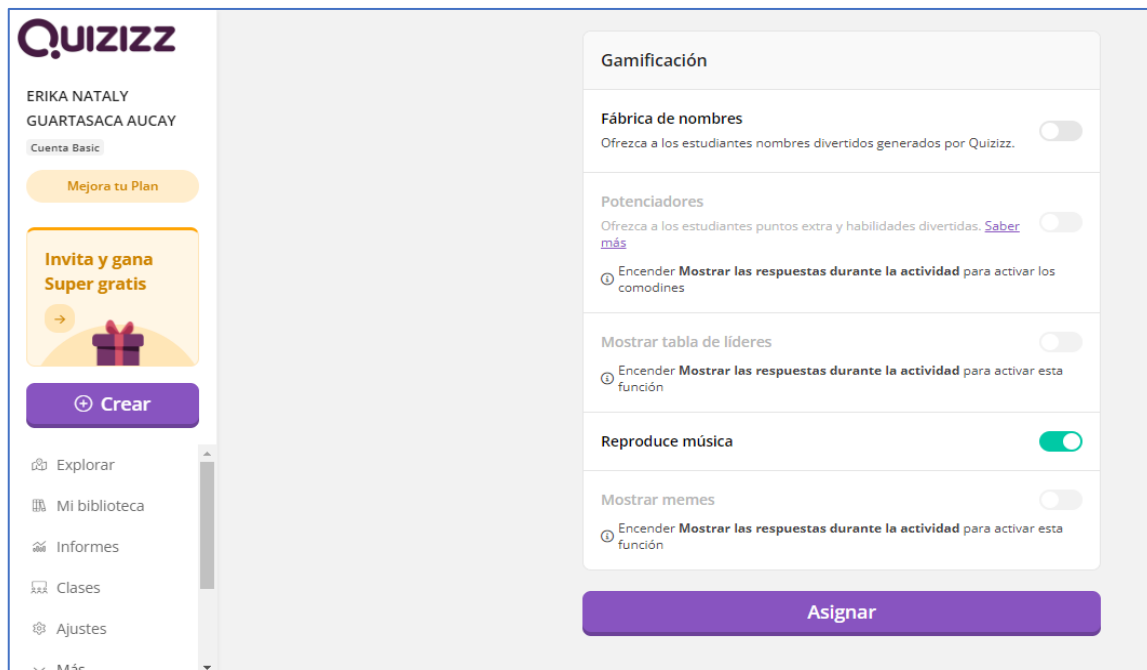 QUIZIZZ
ERIKA NATALY
GUARTASACA AUCAY
Cuenta Basic
Mejora tu Plan
Invita y gana
Super gratis
Crear
Explorar
Mi biblioteca
Informes
Clases
Ajustes
Más
Gamificación
Fábrica de nombres
Ofrezca a los estudiantes nombres divertidos generados por Quizizz.
Potenciadores
Ofrezca a los estudiantes puntos extra y habilidades divertidas. Saber
más
Encender Mostrar las respuestas durante la actividad para activar los
comodines
Mostrar tabla de líderes
Encender Mostrar las respuestas durante la actividad para activar esta
función
Reproduce música
Mostrar memes
Encender Mostrar las respuestas durante la actividad para activar esta
función
Asignar